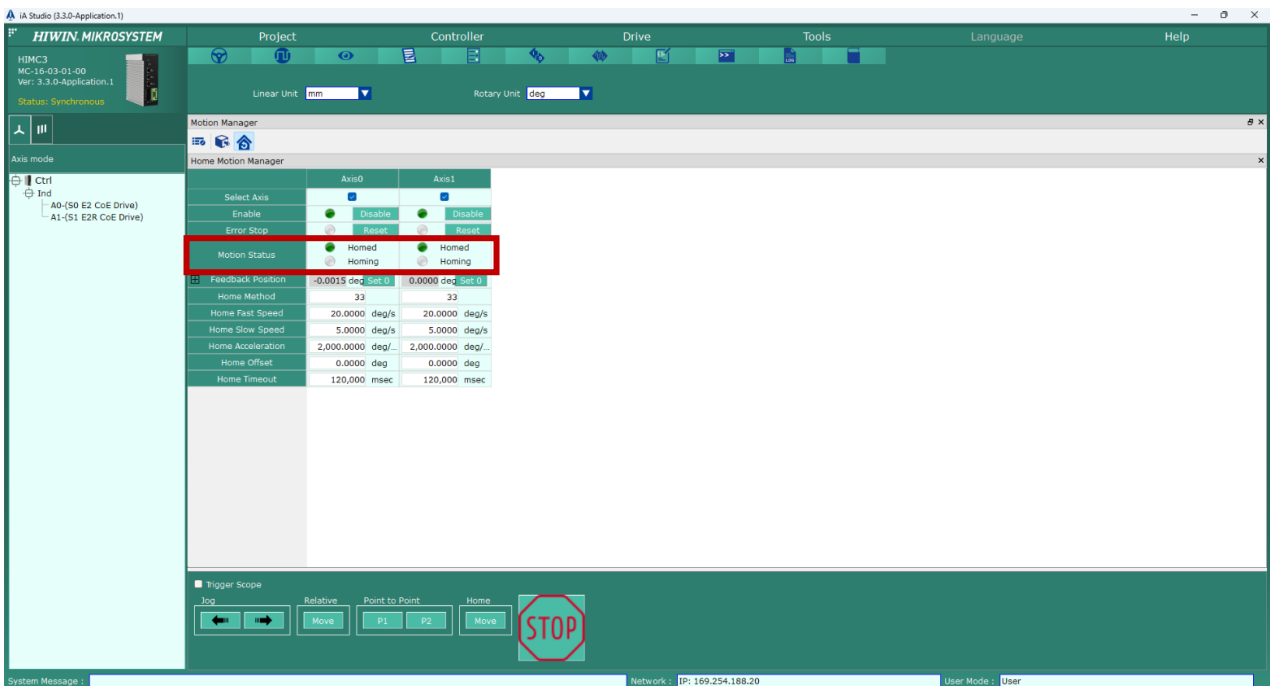 iA Studio (3.3.0-Application.1)
HIWIN. MIKROSYSTEM
Project Controller Drive Tools Language Help
HIMC3
MC-16-03-01-00
Ver: 3.3.0-Application.1
Status: Synchronous
Linear Unit mm Rotary Unit deg
Axis mode
Ctrl
Ind
A0-(S0 E2 CoE Drive)
A1-(S1 E2R CoE Drive)
Motion Manager
Home Motion Manager
Axis0 Axis1
Select Axis
Enable Disable Disable
Error Stop Reset Reset
Motion Status Homed Homed
Homing Homing
Feedback Position -0.0015 deg Set 0 0.0000 deg Set 0
Home Method 33 33
Home Fast Speed 20.0000 deg/s 20.0000 deg/s
Home Slow Speed 5.0000 deg/s 5.0000 deg/s
Home Acceleration 2,000.0000 deg/... 2,000.0000 deg/...
Home Offset 0.0000 deg 0.0000 deg
Home Timeout 120,000 msec 120,000 msec
Trigger Scope
Jog Relative Point to Point Home
Move P1 P2 Move
STOP
System Message : Network : IP: 169.254.188.20 User Mode : User